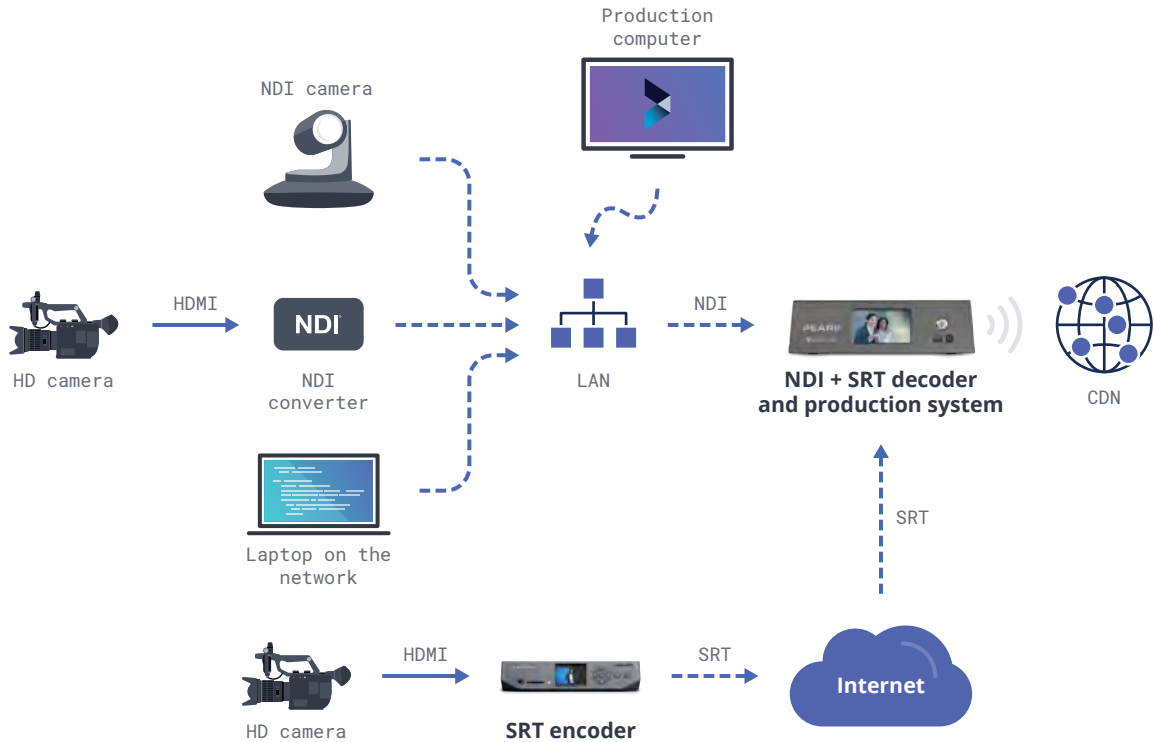 Production
computer
NDI camera
HDMI
NDI
NDI
PEARL
HD camera
NDI
converter
LAN
NDI + SRT decoder
and production system
CDN
SRT
Laptop on the
network
HDMI
SRT
Internet
HD camera
SRT encoder